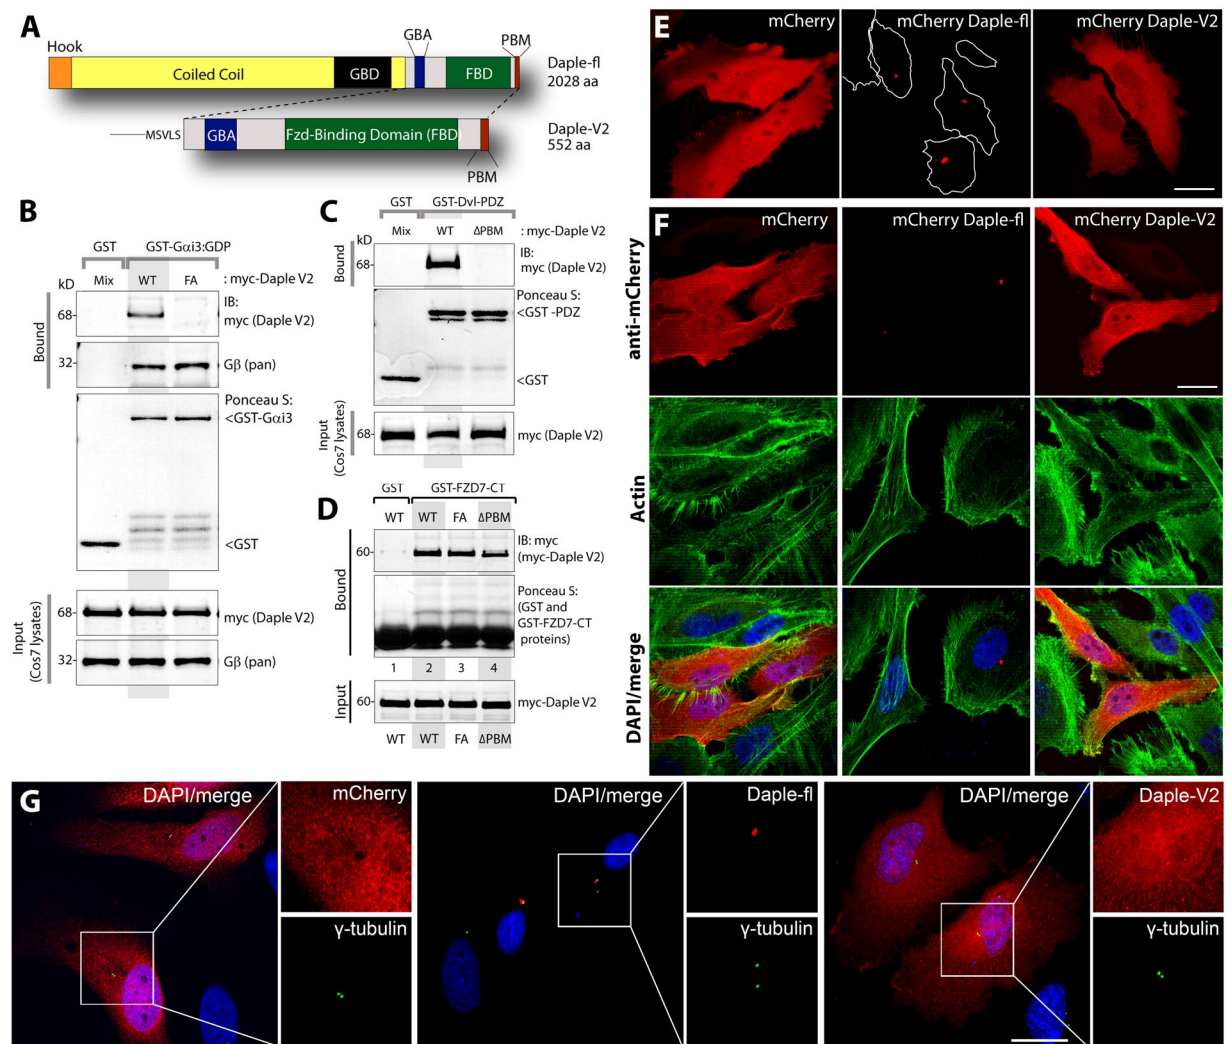 A
Hook
GBA
PBM
Coiled Coil
GBD
FBD
Daple-fl
2028 aa
MSVLS
GBA
Fzd-Binding Domain (FBD)
Daple-V2
552 aa
PBM
B
GST
GST-Gαi3:GDP
kD
Mix
WT
FA
: myc-Daple V2
Bound
68-
IB:
myc (Daple V2)
32-
Gβ (pan)
Ponceau S:
<GST-Gαi3
<GST
Input
(Cos7 lysates)
68-
myc (Daple V2)
32-
Gβ (pan)
C
GST
GST-Dvl-PDZ
kD
Mix
WT
ΔPBM
: myc-Daple V2
Bound
68-
IB:
myc (Daple V2)
Ponceau S:
<GST -PDZ
<GST
Input
(Cos7 lysates)
68-
myc (Daple V2)
D
GST
GST-FZD7-CT
WT
WT
FA
ΔPBM
Bound
60-
IB: myc
(myc-Daple V2)
Ponceau S:
(GST and
GST-FZD7-CT
proteins)
1
2
3
4
Input
60-
myc-Daple V2
WT
WT
FA
ΔPBM
E
mCherry
mCherry Daple-fl
mCherry Daple-V2
F
mCherry
mCherry Daple-fl
mCherry Daple-V2
anti-mCherry
Actin
DAPI/merge
G
DAPI/merge
mCherry
γ-tubulin
DAPI/merge
Daple-fl
γ-tubulin
DAPI/merge
Daple-V2
γ-tubulin